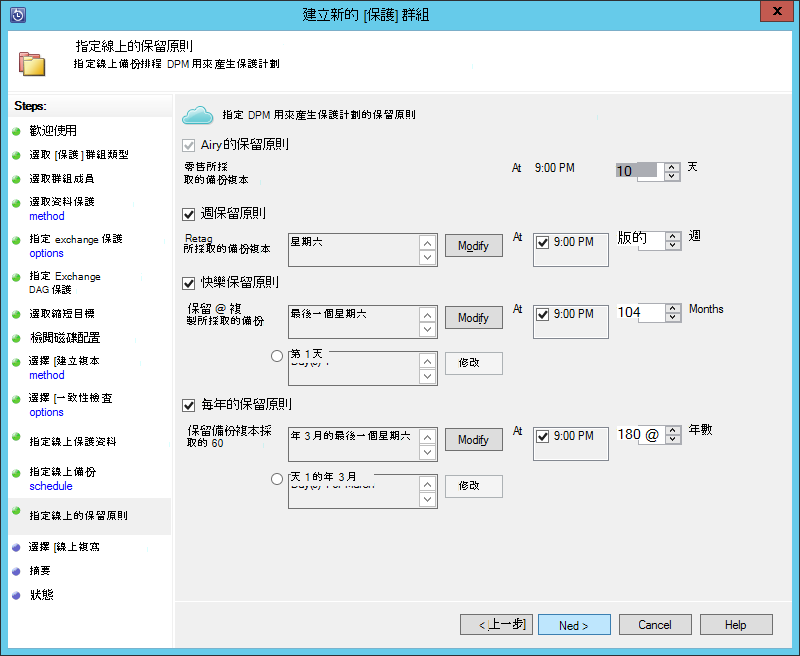 建立新的 [保護] 群組
指定線上的保留原則
指定線上備份排程 DPM 用來產生保護計劃
Steps:
歡迎使用
選取 [保護] 群組類型
選取群組成員
選取資料保護
method
指定 exchange 保護
options
指定 Exchange
DAG 保護
選取縮短目標
檢閱磁碟配置
選擇 [建立複本
method
選擇 [一致性檢查
options
指定線上保護資料
指定線上備份
schedule
指定線上的保留原則
選擇 [線上複寫
摘要
狀態
指定 DPM 用來產生保護計劃的保留原則
Airy的保留原則
零售所採
取的備份複本
At 9:00 PM 10 天
週保留原則
Retag
所採取的備份複本
星期六 Modify At 9:00 PM 版的 週
快樂保留原則
保留 @ 複
製所採取的備份
最後一個星期六 Modify At 9:00 PM 104 Months
第 1 天 修改
每年的保留原則
保留備份複本採
取的 60
年 3 月的最後一個星期六 Modify At 9:00 PM 180 @ 年數
天 1 的年 3 月 修改
< [上一步] Ned > Cancel Help